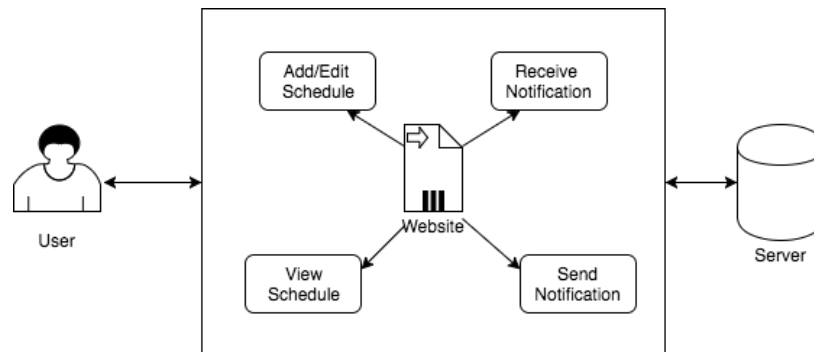 Add/Edit
Schedule
Receive
Notification
User
Website
Server
View
Schedule
Send
Notification